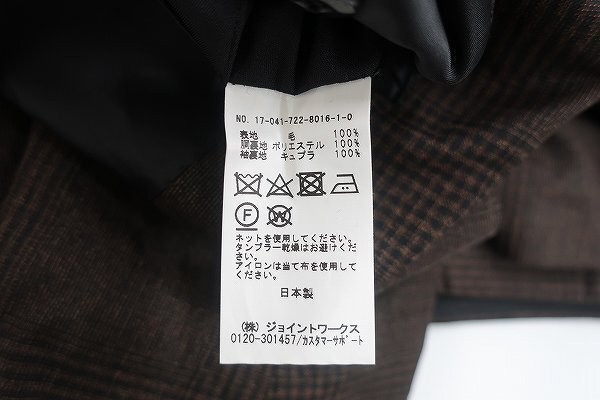 NO. 17-041-722-8016-1-0
表地 毛 100%
胴裏地 ポリエステル 100%
袖裏地 キュプラ 100%
F W
ネットを使用してください。
タンブラー乾燥はお避けくださ
い。
アイロンは当て布を使用して
ください。
日本製
(株) ジョイントワークス
0120-301457/カスタマーサポート